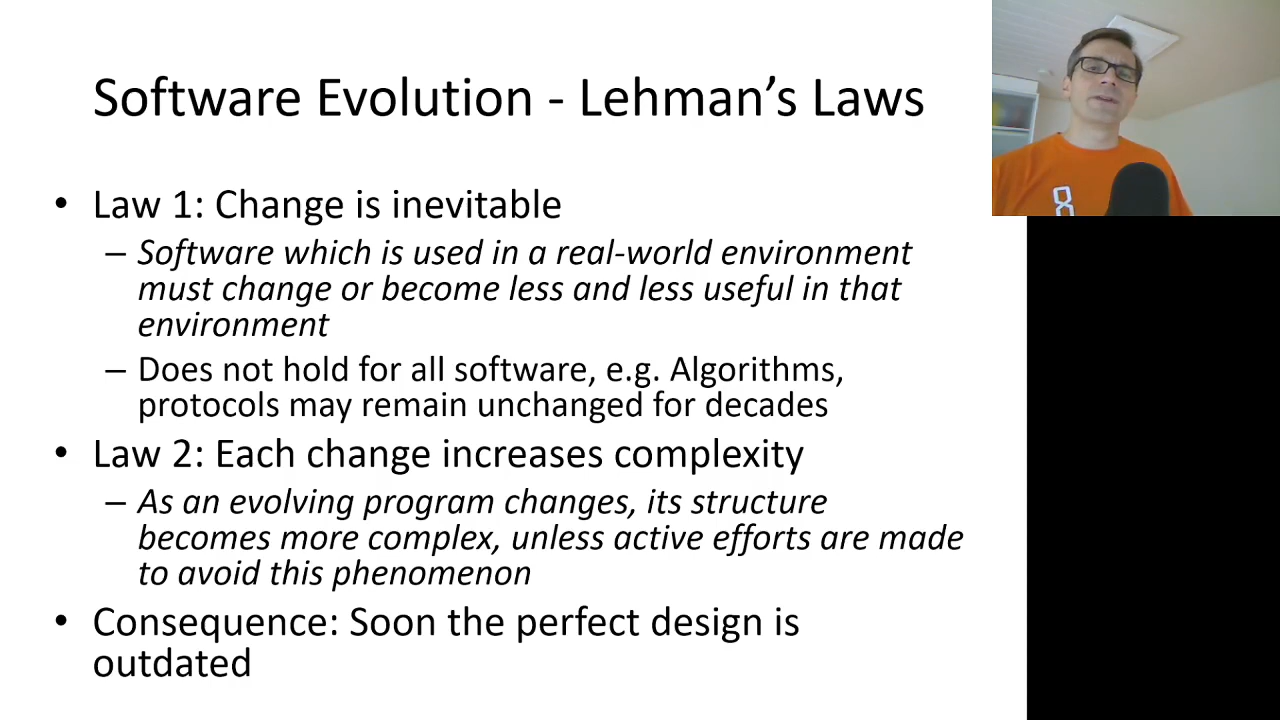 Software Evolution - Lehman’s Laws
• Law 1: Change is inevitable
– Software which is used in a real-world environment
must change or become less and less useful in that
environment
– Does not hold for all software, e.g. Algorithms,
protocols may remain unchanged for decades
• Law 2: Each change increases complexity
– As an evolving program changes, its structure
becomes more complex, unless active efforts are made
to avoid this phenomenon
• Consequence: Soon the perfect design is
outdated
8